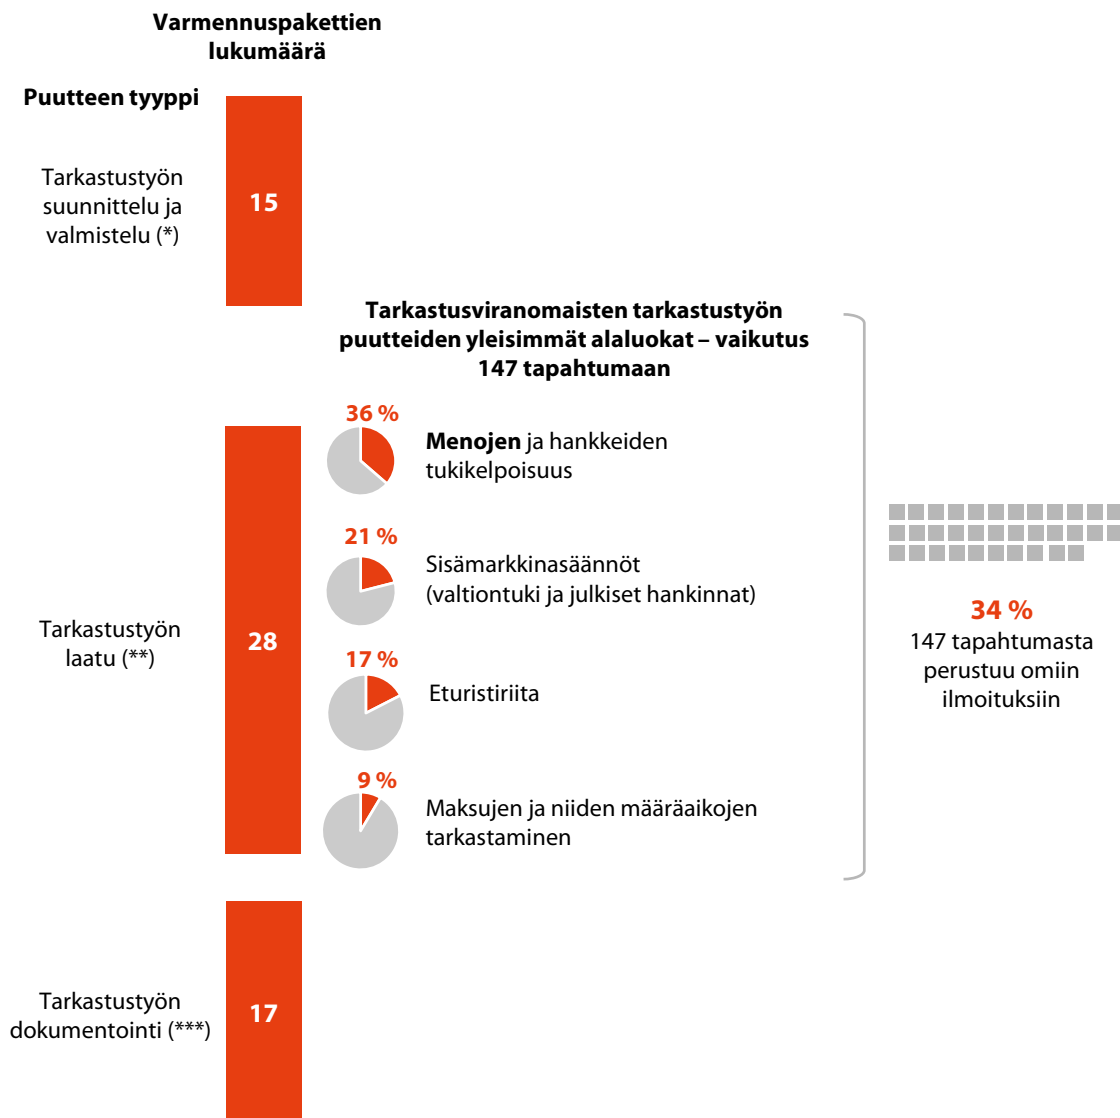 Varmennuspakettien
lukumäärä
Puutteen tyyppi
Tarkastustyön
suunnittelu ja
valmistelu (*)
15
Tarkastusviranomaisten tarkastustyön
puutteiden yleisimmät alaluokat – vaikutus
147 tapahtumaan
36 %
Menojen ja hankkeiden
tukikelpoisuus
21 %
Sisämarkkinasäännöt
(valtiontuki ja julkiset hankinnat)
Tarkastustyön
laatu (**)
28
17 %
Eturistiriita
9 %
Maksujen ja niiden määräaikojen
tarkastaminen
34 %
147 tapahtumasta
perustuu omiin
ilmoituksiin
Tarkastustyön
dokumentointi (***)
17